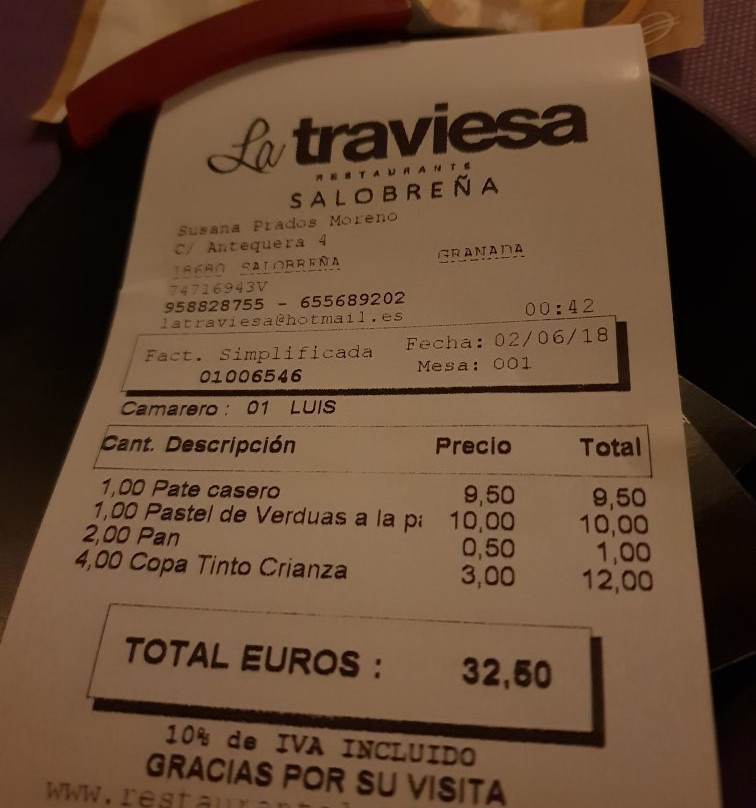 La traviesa
RESTAURANTE
SALOBREÑA
Susana Prados Moreno
C/ Antequera 4
18680 SALOBREÑA GRANADA
74716943V
958828755 - 655689202
latraviesa@hotmail.es 00:42
Fact. Simplificada Fecha: 02/06/18
01006546 Mesa: 001
Camarero: 01 LUIS
Cant. Descripción Precio Total
1,00 Pate casero 9,50 9,50
1,00 Pastel de Verduas a la pa 10,00 10,00
2,00 Pan 0,50 1,00
4,00 Copa Tinto Crianza 3,00 12,00
TOTAL EUROS : 32,50
10% de IVA INCLUIDO
GRACIAS POR SU VISITA